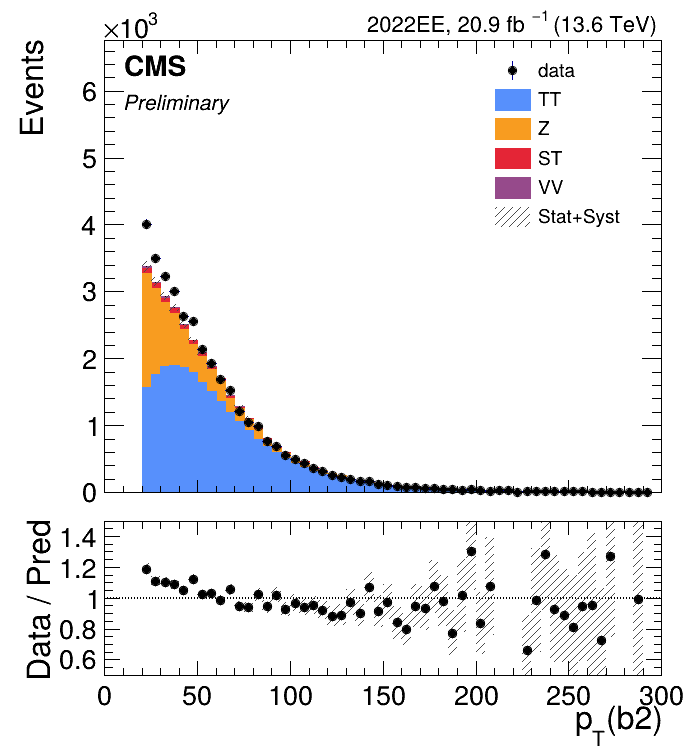 ×10³
2022EE, 20.9 fb⁻¹ (13.6 TeV)
CMS
Preliminary
data
TT
Z
ST
VV
Stat+Syst
Events
6
5
4
3
2
1
0
Data / Pred
1.4
1.2
1
0.8
0.6
0 50 100 150 200 250 300
p_T(b2)